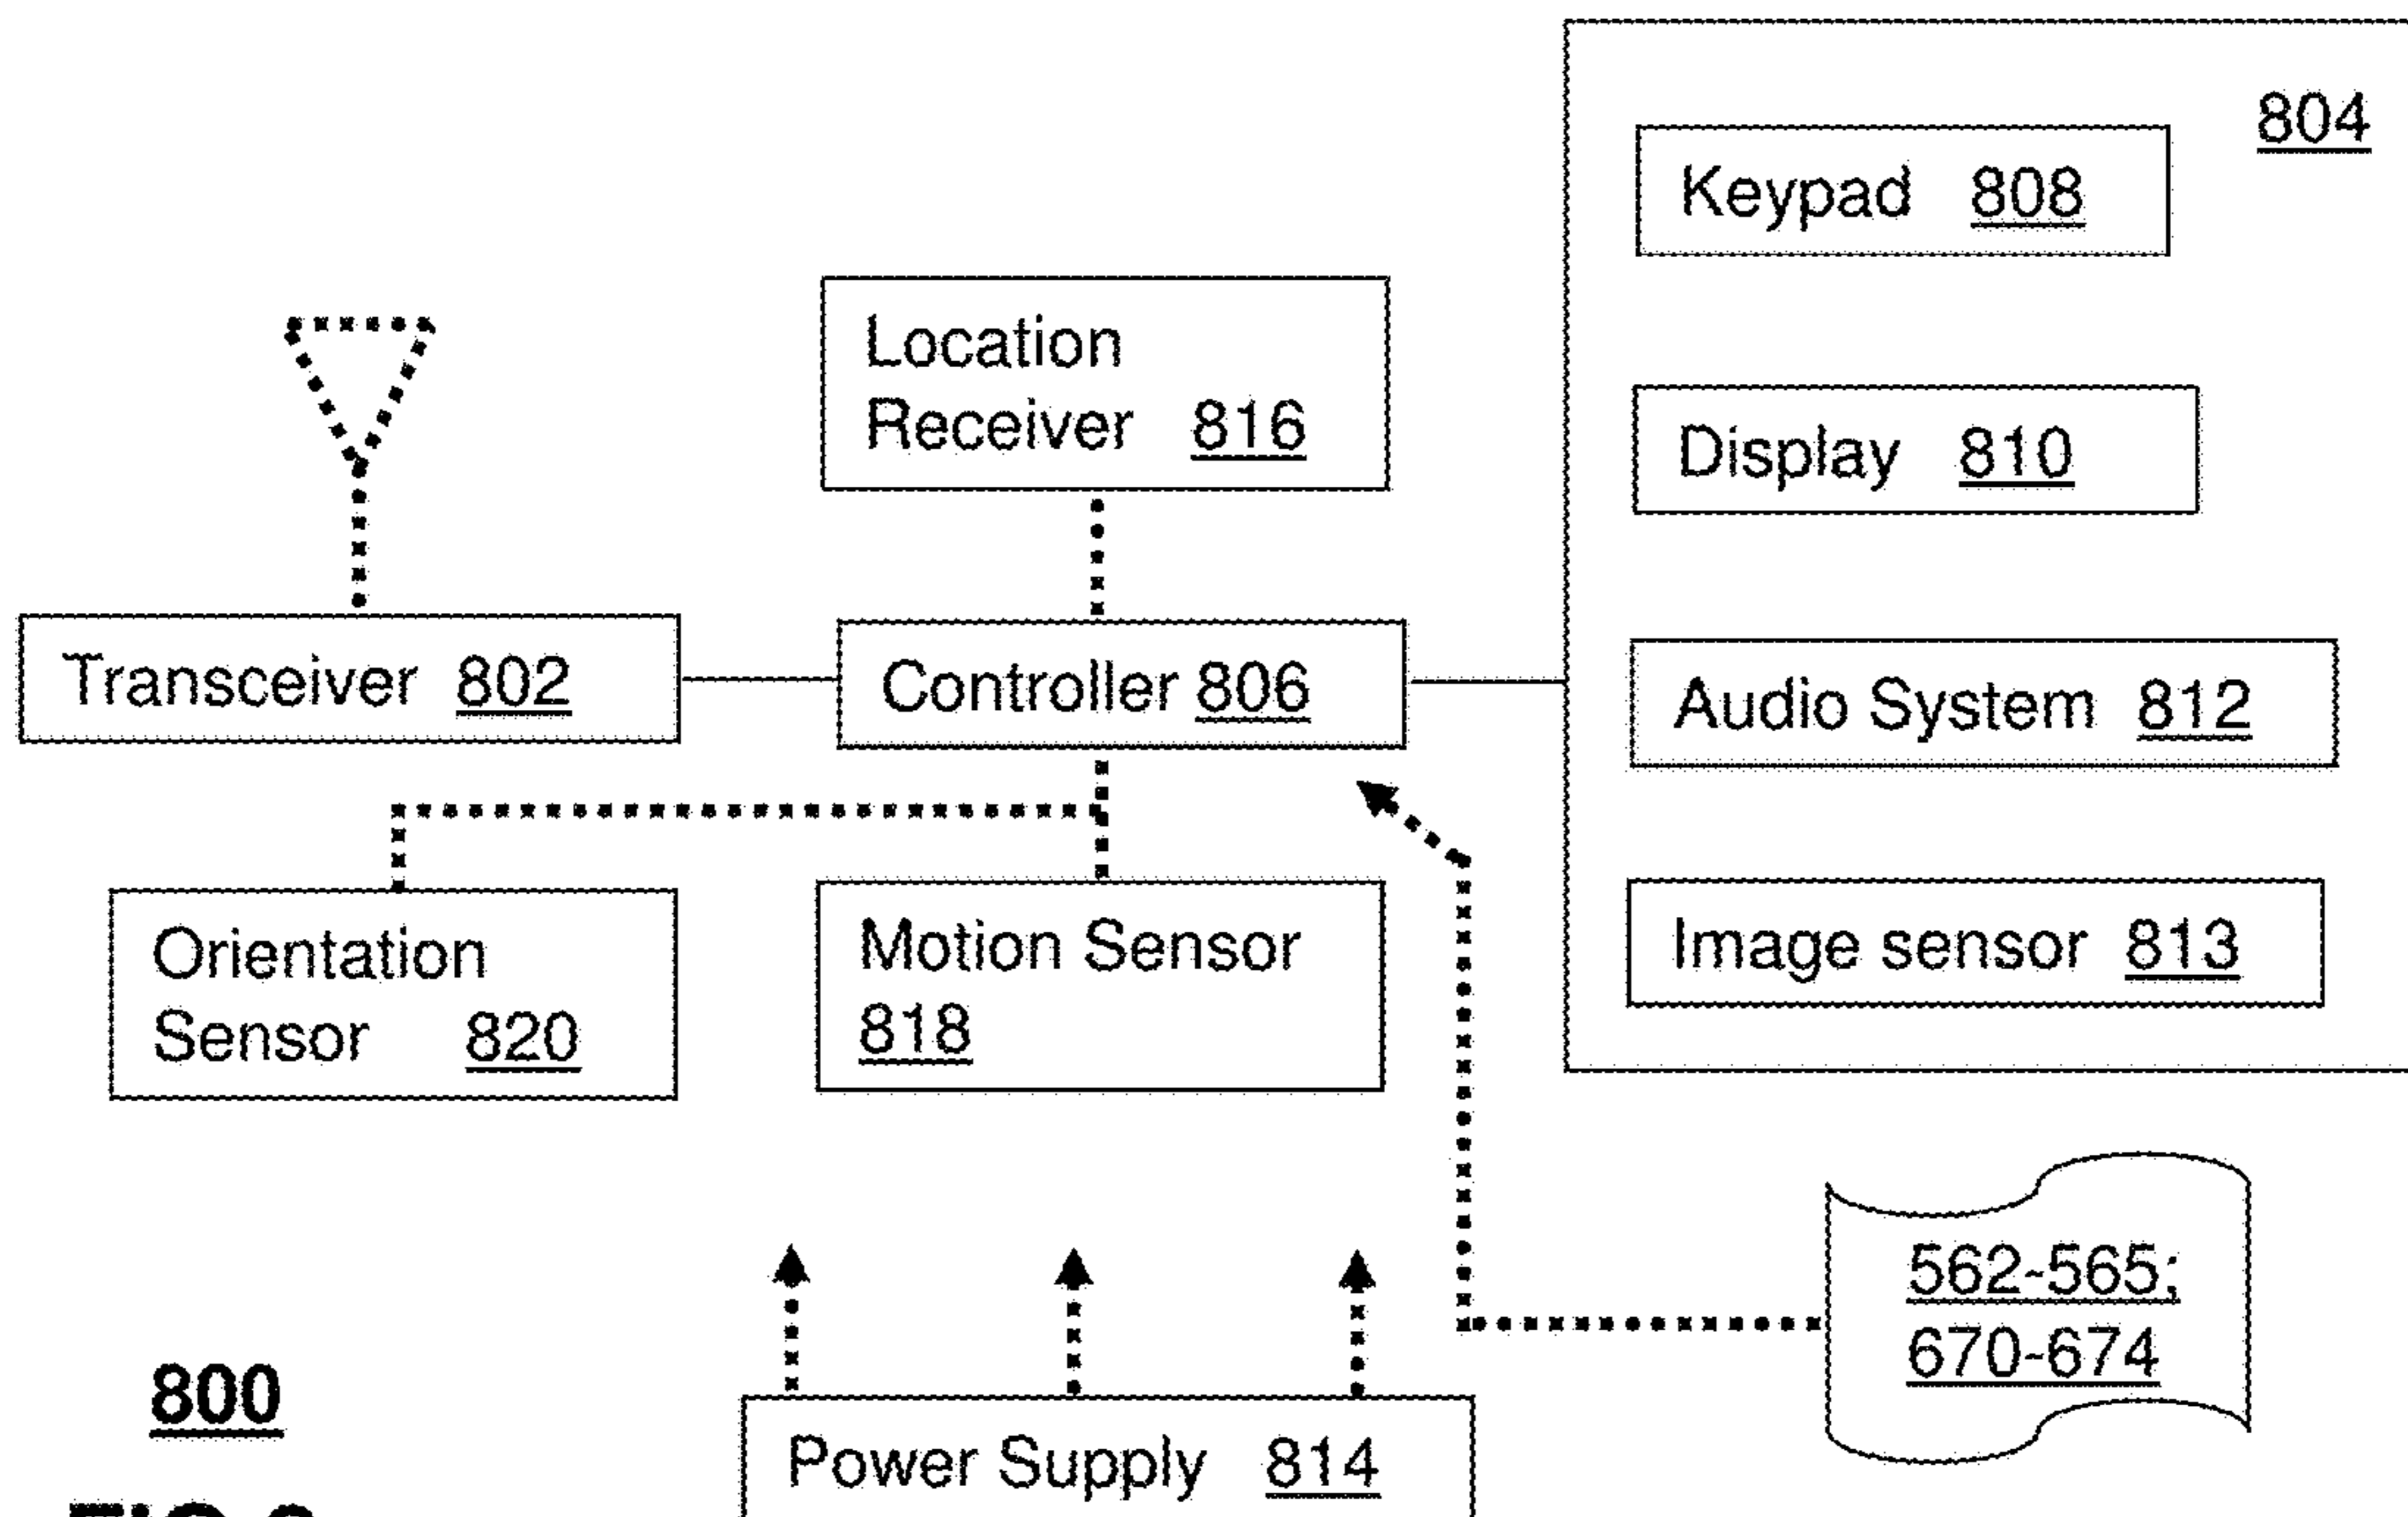 804
Keypad 808
Location
Receiver 816
Display 810
Transceiver 802
Controller 806
Audio System 812
Orientation
Sensor 820
Motion Sensor
818
Image sensor 813
562-565;
670-674
800
Power Supply 814